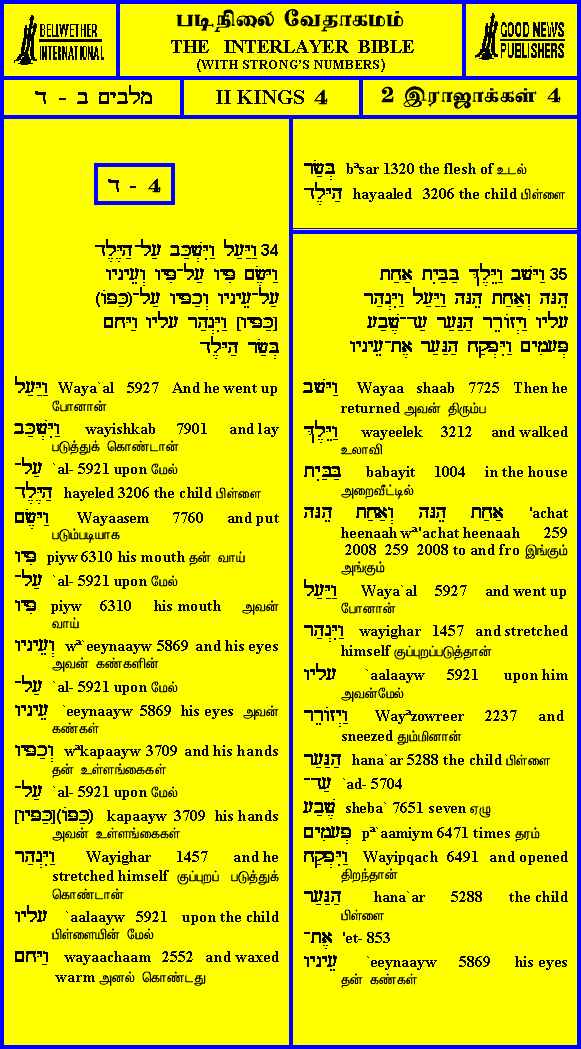 BELLWETHER
INTERNATIONAL
படிநிலை வேதாகமம்
THE INTERLAYER BIBLE
(WITH STRONG'S NUMBERS)
GOOD NEWS
PUBLISHERS
מלבים ב - ד
II KINGS 4
2 இராஜாக்கள் 4
ד - 4
34 וַיַּעַל וַיִּשְׁכַּב עַל־הַיֶּלֶד
וַיָּשֶׂם פִּיו עַל־פִּיו וְעֵינָיו
עַל־עֵינָיו וְכַפָּיו עַל־(כַּפּוֹ)
[כַּפָּיו] וַיִּגְהַר עָלָיו וַיָּחָם
בְּשַׂר הַיָּלֶד
וַיַּעַל Waya`al 5927 And he went up
போனான்
וַיִּשְׁכַּב wayishkab 7901 and lay
படுத்துக் கொண்டான்
עַל־ `al- 5921 upon மேல்
הַיֶּלֶד hayeled 3206 the child பிள்ளை
וַיָּשֶׂם Wayaasem 7760 and put
படும்படியாக
פִּיו piyw 6310 his mouth தன் வாய்
עַל־ `al- 5921 upon மேல்
פִּיו piyw 6310 his mouth அவன்
வாய்
וְעֵינָיו wª`eeynaayw 5869 and his eyes
அவன் கண்களின்
עַל־ `al- 5921 upon மேல்
עֵינָיו `eeynaayw 5869 his eyes அவன்
கண்கள்
וְכַפָּיו wªkapaayw 3709 and his hands
தன் உள்ளங்கைகள்
עַל־ `al- 5921 upon மேல்
(כַּפּוֹ)[כַּפָּיו] kapaayw 3709 his hands
அவன் உள்ளங்கைகள்
וַיִּגְהַר Wayighar 1457 and he
stretched himself குப்புறப் படுத்துக்
கொண்டான்
עָלָיו `aalaayw 5921 upon the child
பிள்ளையின் மேல்
וַיָּחָם wayaachaam 2552 and waxed
warm அனல் கொண்டது
בְּשַׂר bªsar 1320 the flesh of உடல்
הַיָּלֶד hayaaled 3206 the child பிள்ளை
35 וַיָּשָׁב וַיֵּלֶךְ בַּבַּיִת אַחַת
הֵנָּה וְאַחַת הֵנָּה וַיַּעַל וַיִּגְהַר
עָלָיו וַיְזוֹרֵר הַנַּעַר עַד־שֶׁבַע
פְּעָמִים וַיִּפְקַח הַנַּעַר אֶת־עֵינָיו
וַיָּשָׁב Wayaa shaab 7725 Then he
returned அவன் திரும்ப
וַיֵּלֶךְ wayeelek 3212 and walked
உலாவி
בַּבַּיִת babayit 1004 in the house
அறைவீட்டில்
אַחַת הֵנָּה וְאַחַת הֵנָּה 'achat
heenaah wª'achat heenaah 259
2008 259 2008 to and fro இங்கும்
அங்கும்
וַיַּעַל Waya`al 5927 and went up
போனான்
וַיִּגְהַר wayighar 1457 and stretched
himself குப்புறப்படுத்தான்
עָלָיו `aalaayw 5921 upon him
அவன்மேல்
וַיְזוֹרֵר Wayªzowreer 2237 and
sneezed தும்மினான்
הַנַּעַר hana`ar 5288 the child பிள்ளை
עַד־ `ad- 5704
שֶׁבַע sheba` 7651 seven ஏழு
פְּעָמִים pª`aamiym 6471 times தரம்
וַיִּפְקַח Wayipqach 6491 and opened
திறந்தான்
הַנַּעַר hana`ar 5288 the child
பிள்ளை
אֶת־ 'et- 853
עֵינָיו `eeynaayw 5869 his eyes
தன் கண்கள்